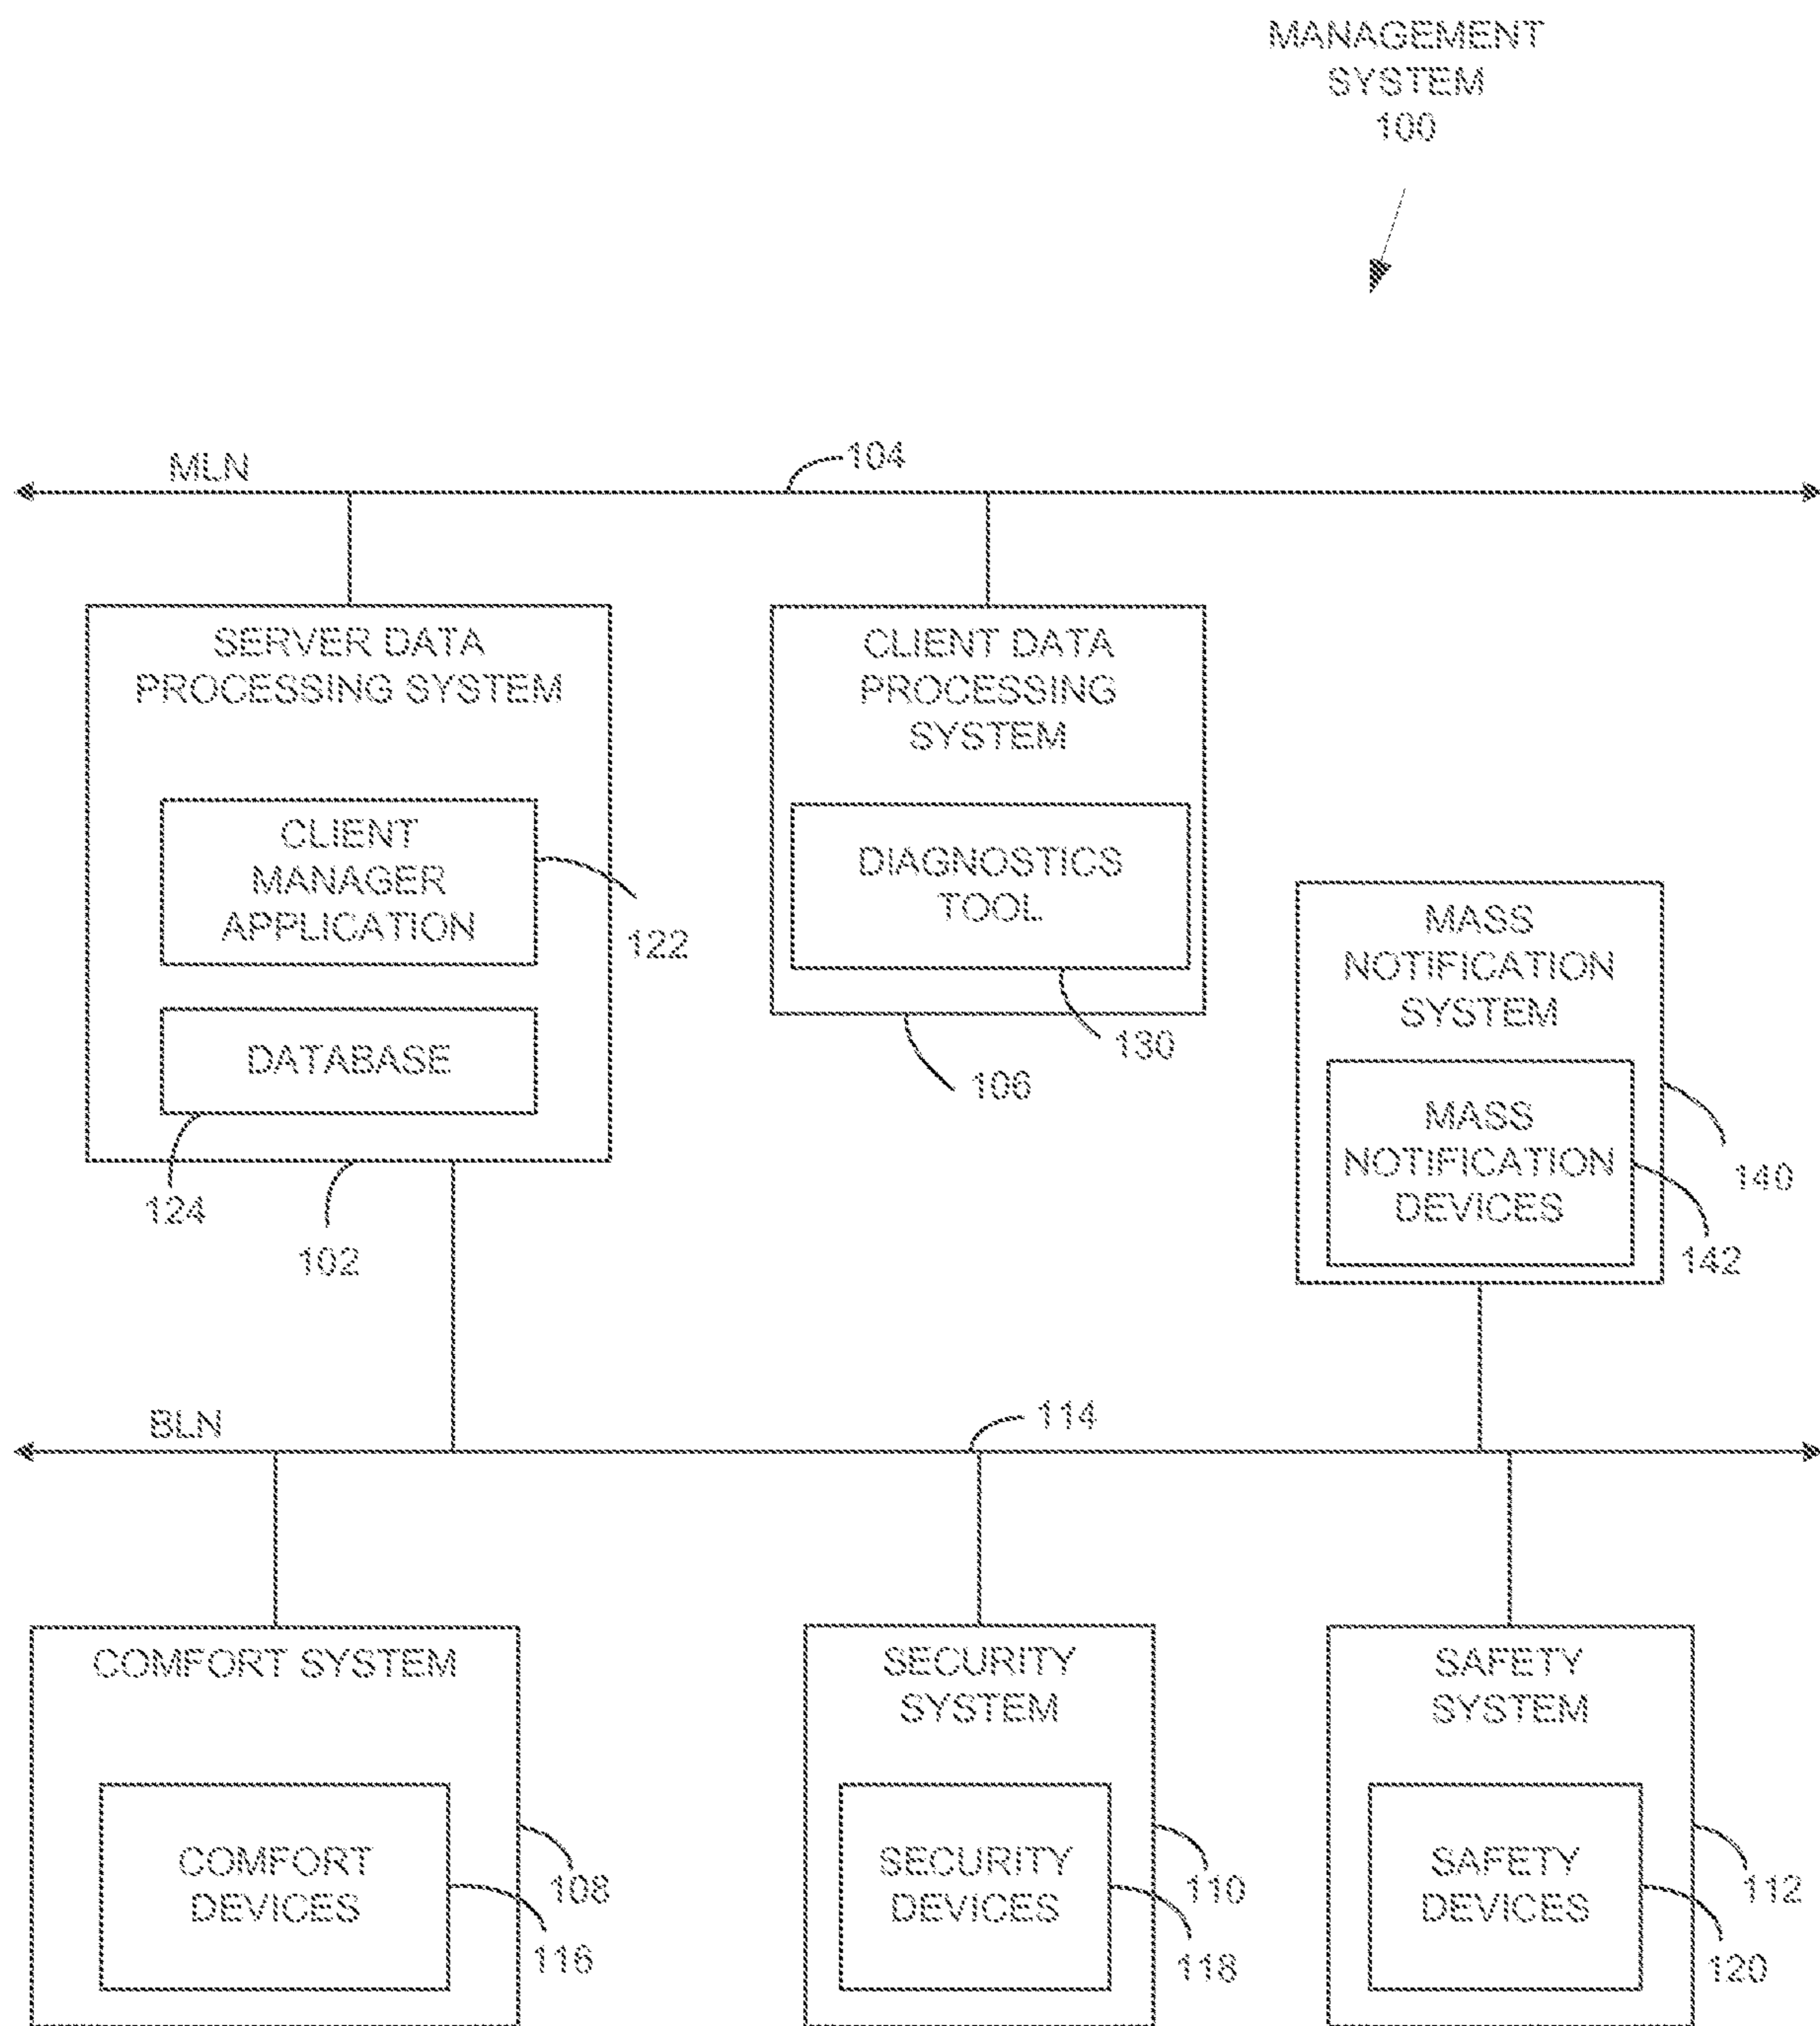 MANAGEMENT
SYSTEM
100
MLN
104
SERVER DATA
PROCESSING SYSTEM
CLIENT
MANAGER
APPLICATION
122
DATABASE
124
102
CLIENT DATA
PROCESSING
SYSTEM
DIAGNOSTICS
TOOL
130
106
MASS
NOTIFICATION
SYSTEM
MASS
NOTIFICATION
DEVICES
140
142
BLN
114
COMFORT SYSTEM
COMFORT
DEVICES
108
116
SECURITY
SYSTEM
SECURITY
DEVICES
110
118
SAFETY
SYSTEM
SAFETY
DEVICES
112
120